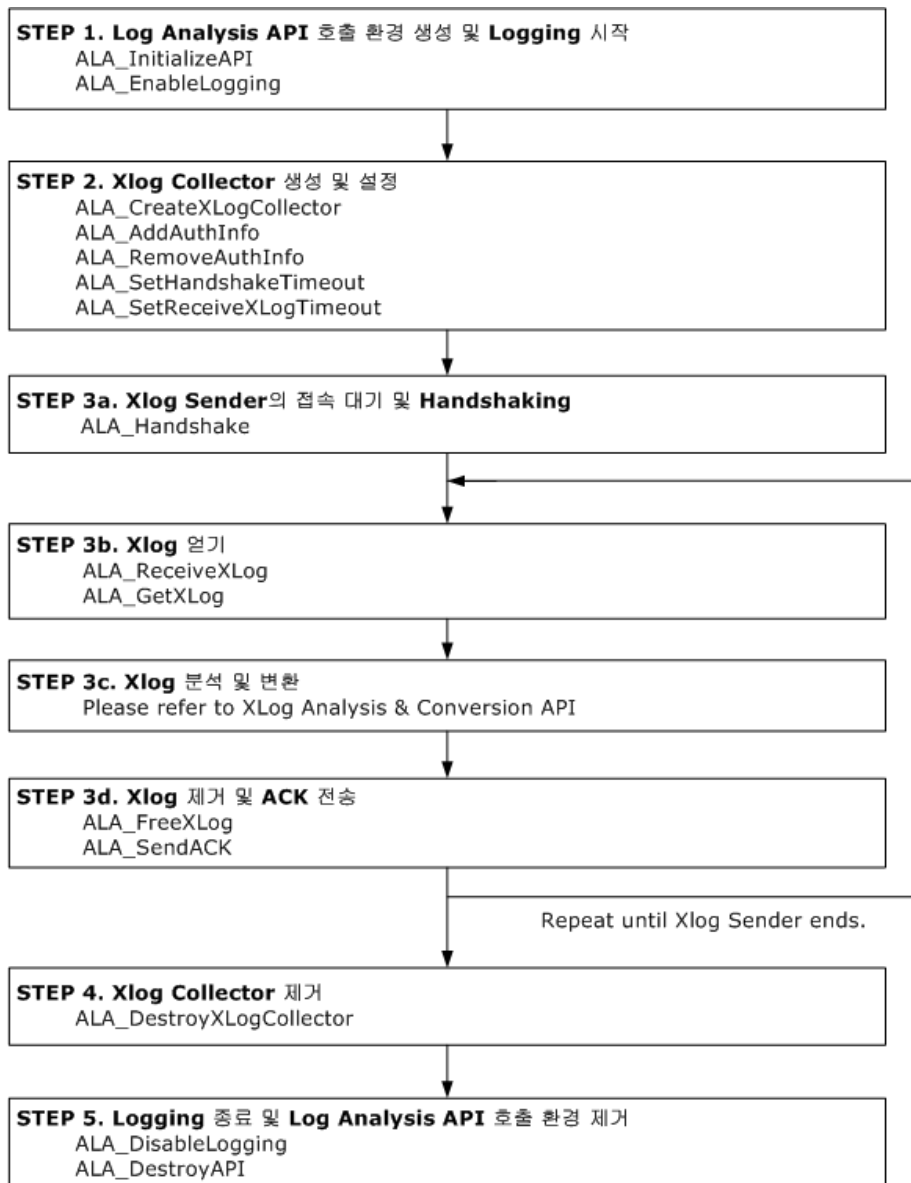 STEP 1. Log Analysis API 호출 환경 생성 및 Logging 시작
ALA_InitializeAPI
ALA_EnableLogging
STEP 2. Xlog Collector 생성 및 설정
ALA_CreateXLogCollector
ALA_AddAuthInfo
ALA_RemoveAuthInfo
ALA_SetHandshakeTimeout
ALA_SetReceiveXLogTimeout
STEP 3a. Xlog Sender의 접속 대기 및 Handshaking
ALA_Handshake
STEP 3b. Xlog 얻기
ALA_ReceiveXLog
ALA_GetXLog
STEP 3c. Xlog 분석 및 변환
Please refer to XLog Analysis & Conversion API
STEP 3d. Xlog 제거 및 ACK 전송
ALA_FreeXLog
ALA_SendACK
Repeat until Xlog Sender ends.
STEP 4. Xlog Collector 제거
ALA_DestroyXLogCollector
STEP 5. Logging 종료 및 Log Analysis API 호출 환경 제거
ALA_DisableLogging
ALA_DestroyAPI